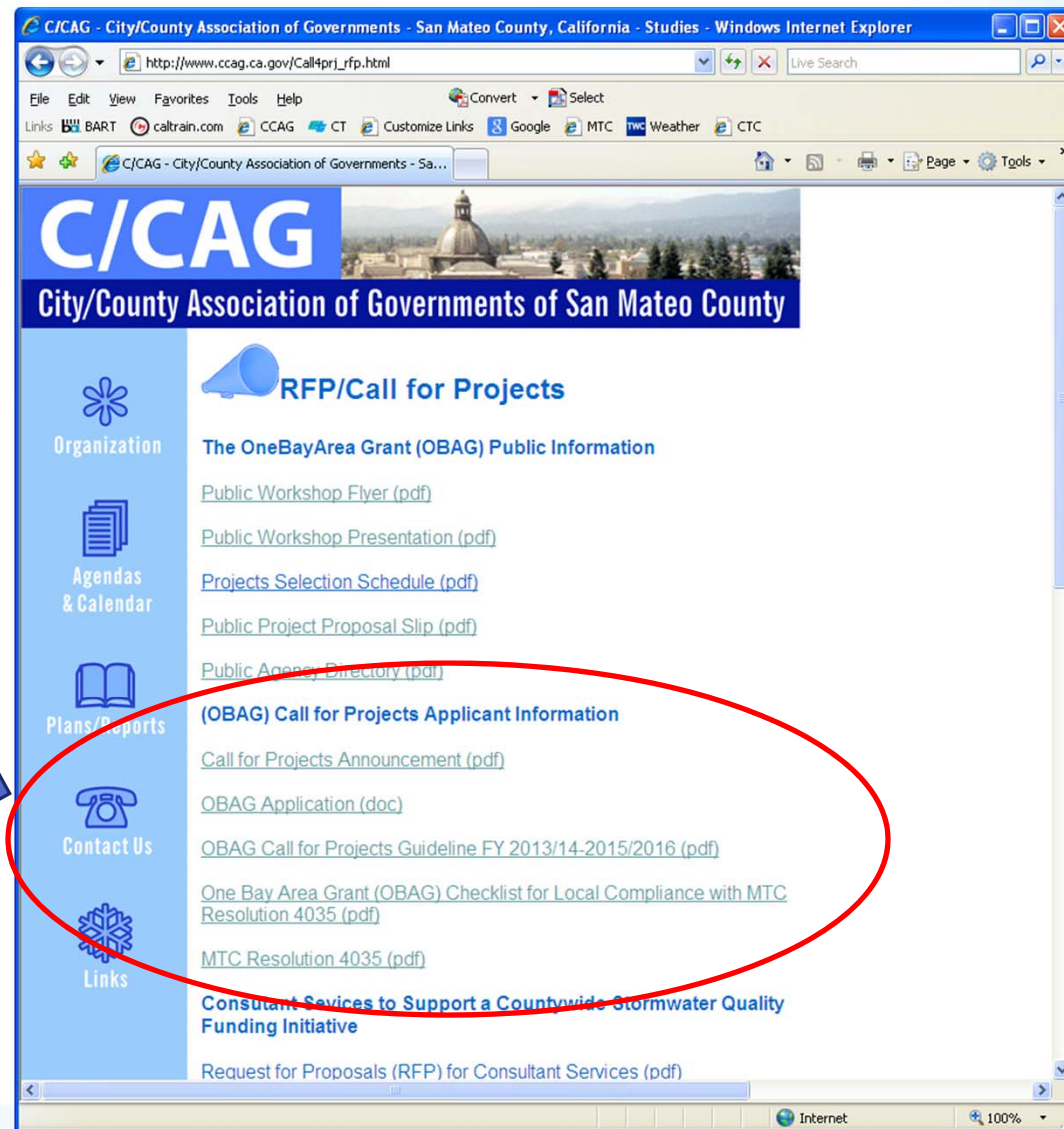 C/CAG - City/County Association of Governments - San Mateo County, California - Studies - Windows Internet Explorer
http://www.ccag.ca.gov/Call4prj_rfp.html
Live Search
File Edit View Favorites Tools Help
Convert Select
Links BART caltrain.com CCAG CT Customize Links Google MTC TWC Weather CTC
C/CAG - City/County Association of Governments - Sa...
Page Tools
C/CAG
City/County Association of Governments of San Mateo County
Organization
Agendas
& Calendar
Plans/Reports
Contact Us
Links
RFP/Call for Projects
The OneBayArea Grant (OBAG) Public Information
Public Workshop Flyer (pdf)
Public Workshop Presentation (pdf)
Projects Selection Schedule (pdf)
Public Project Proposal Slip (pdf)
Public Agency Directory (pdf)
(OBAG) Call for Projects Applicant Information
Call for Projects Announcement (pdf)
OBAG Application (doc)
OBAG Call for Projects Guideline FY 2013/14-2015/2016 (pdf)
One Bay Area Grant (OBAG) Checklist for Local Compliance with MTC
Resolution 4035 (pdf)
MTC Resolution 4035 (pdf)
Consutant Sevices to Support a Countywide Stormwater Quality
Funding Initiative
Request for Proposals (RFP) for Consultant Services (pdf)
Internet
100%